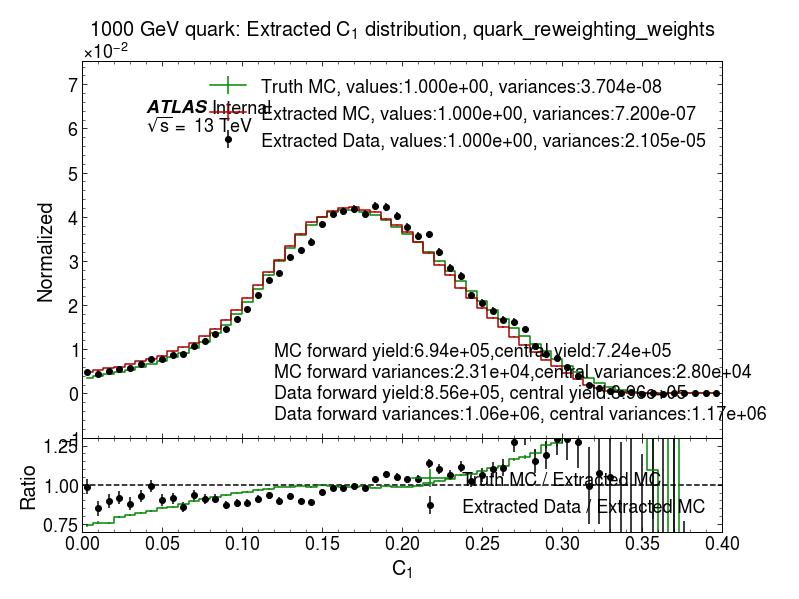 1000 GeV quark: Extracted C1 distribution, quark_reweighting_weights
×10−2
Truth MC, values:1.000e+00, variances:3.704e-08
ATLAS Internal
Extracted MC, values:1.000e+00, variances:7.200e-07
√s = 13 TeV
Extracted Data, values:1.000e+00, variances:2.105e-05
Normalized
7
6
5
4
3
2
1
0
−1
MC forward yield:6.94e+05,central yield:7.24e+05
MC forward variances:2.31e+04,central variances:2.80e+04
Data forward yield:8.56e+05, central yield:8.96e+05
Data forward variances:1.06e+06, central variances:1.17e+06
Ratio
1.25
1.00
0.75
Truth MC / Extracted MC
Extracted Data / Extracted MC
0.00 0.05 0.10 0.15 0.20 0.25 0.30 0.35 0.40
C1